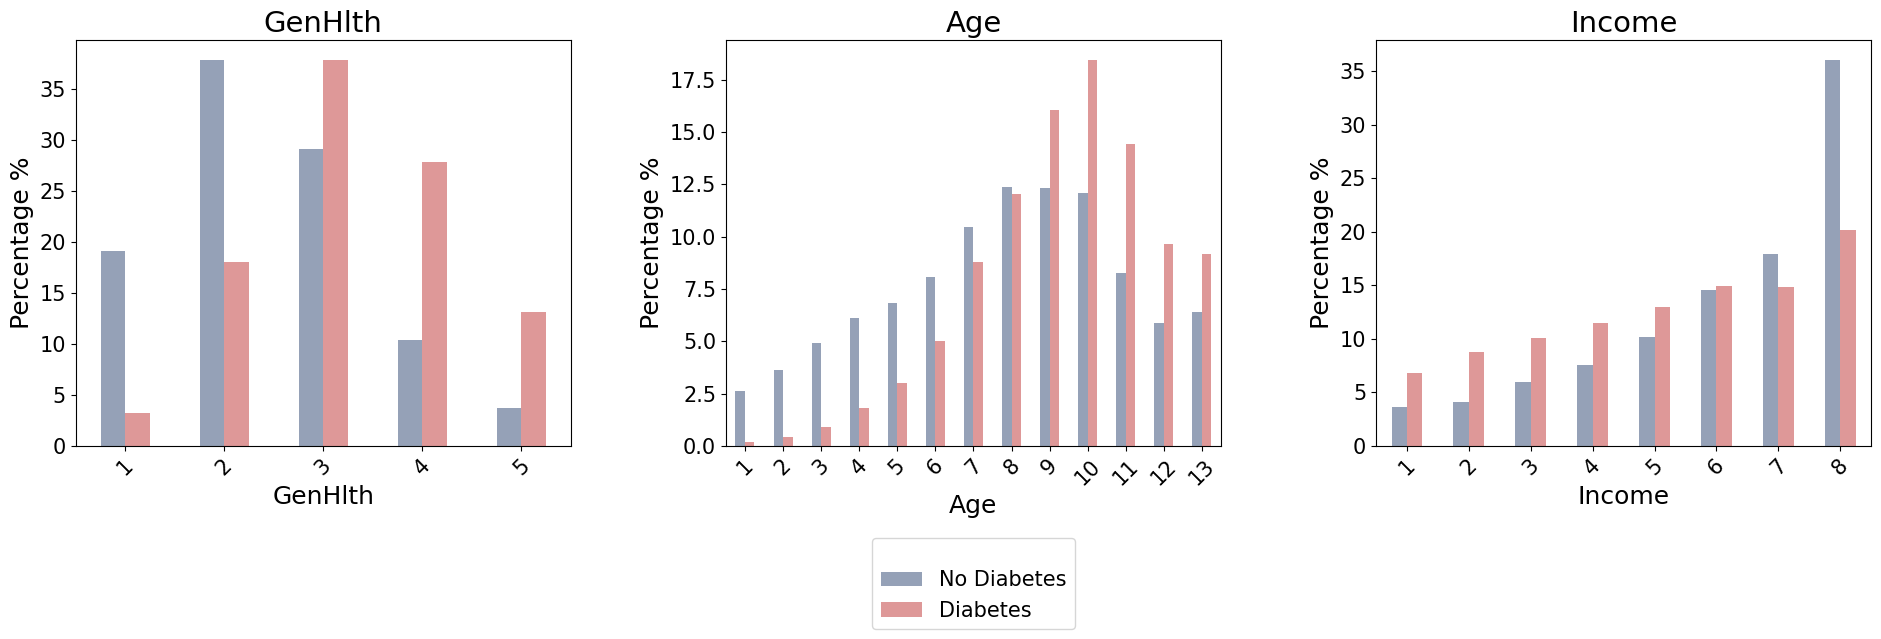 GenHlth
Percentage %
35
30
25
20
15
10
5
0
1 2 3 4 5
GenHlth
Age
Percentage %
17.5
15.0
12.5
10.0
7.5
5.0
2.5
0.0
1 2 3 4 5 6 7 8 9 10 11 12 13
Age
Income
Percentage %
35
30
25
20
15
10
5
0
1 2 3 4 5 6 7 8
Income
No Diabetes
Diabetes